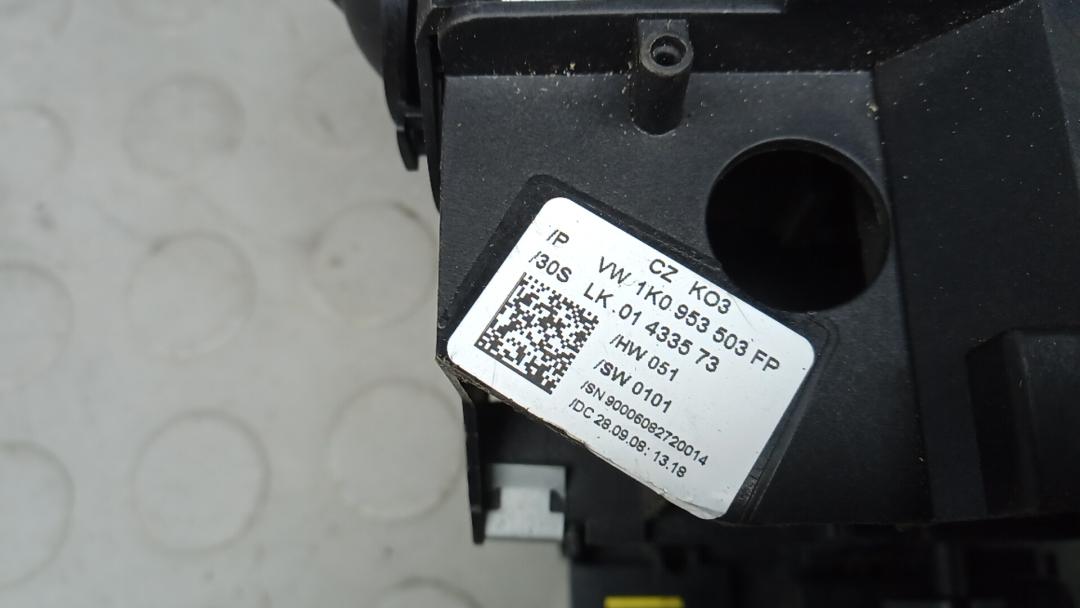 CZ KO3
/P VW 1K0 953 503 FP
/30S LK .01 4335 73
/HW 051
/SW 0101
/SN 90006082720014
/DC 28.09.08: 13.18